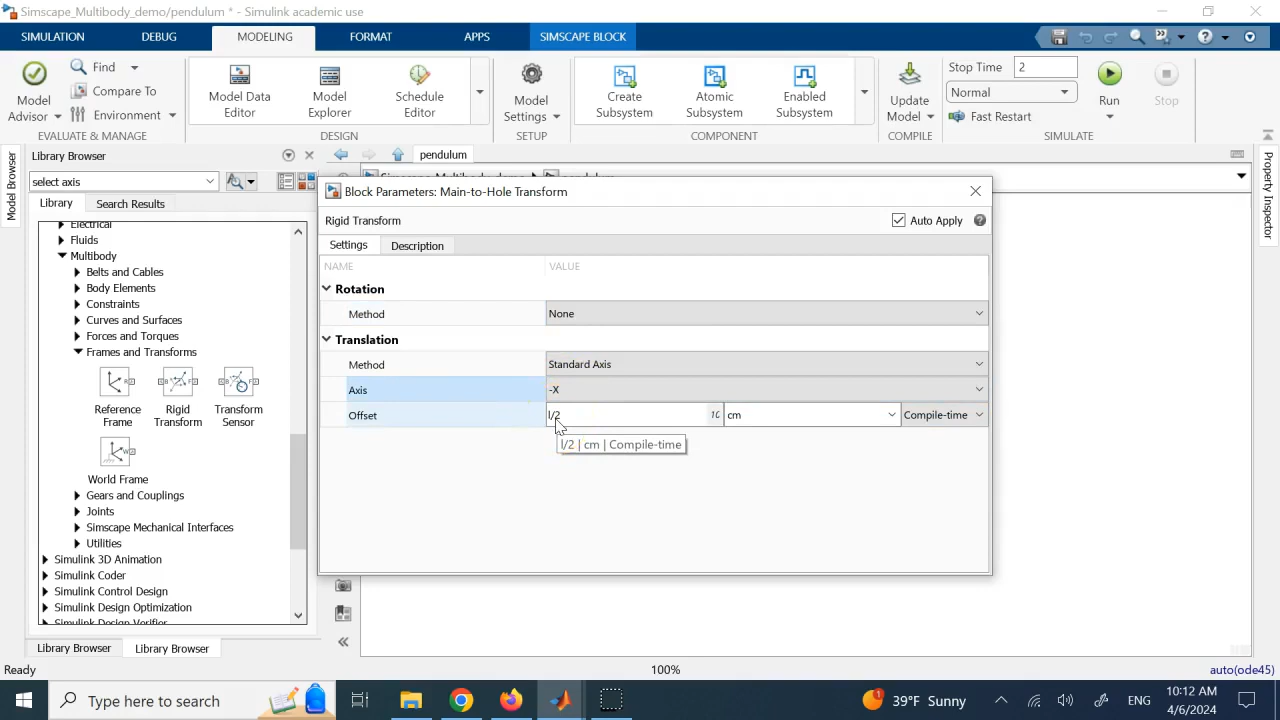 Simscape_Multibody_demo/pendulum * - Simulink academic use
SIMULATION DEBUG MODELING FORMAT APPS SIMSCAPE BLOCK
Model Advisor
Find
Compare To
Environment
EVALUATE & MANAGE
Model Data Editor
Model Explorer
Schedule Editor
DESIGN
Model Settings
SETUP
Create Subsystem
Atomic Subsystem
Enabled Subsystem
COMPONENT
Update Model
COMPILE
Stop Time 2
Normal
Fast Restart
Run
Stop
SIMULATE
Model Browser
Library Browser
select axis
Library Search Results
Electrical
Fluids
Multibody
Belts and Cables
Body Elements
Constraints
Curves and Surfaces
Forces and Torques
Frames and Transforms
Reference Frame
Rigid Transform
Transform Sensor
World Frame
Gears and Couplings
Joints
Simscape Mechanical Interfaces
Utilities
Simulink 3D Animation
Simulink Coder
Simulink Control Design
Simulink Design Optimization
Simulink Design Verifier
Library Browser Library Browser
pendulum
Block Parameters: Main-to-Hole Transform
Rigid Transform
Auto Apply
Settings Description
NAME VALUE
Rotation
Method None
Translation
Method Standard Axis
Axis -X
Offset l/2 cm Compile-time
l/2 | cm | Compile-time
Property Inspector
Ready 100% auto(ode45)
Type here to search
1
39°F Sunny
ENG
10:12 AM
4/6/2024